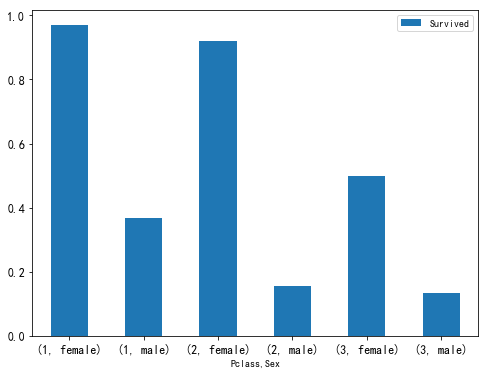 1.0
Survived
0.8
0.6
0.4
0.2
0.0
(1, female) (1, male) (2, female) (2, male) (3, female) (3, male)
Pclass,Sex